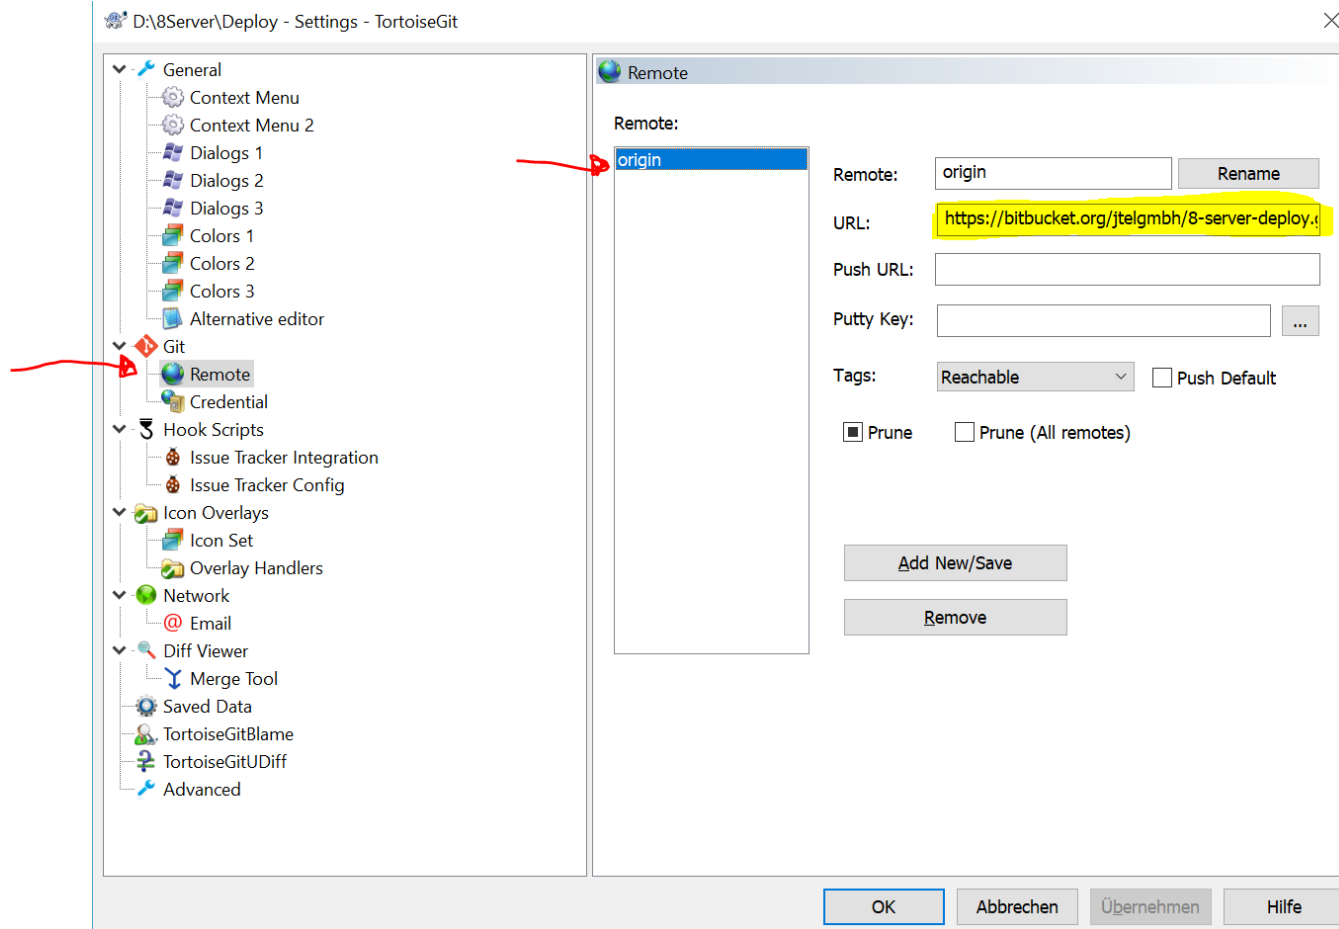 D:\8Server\Deploy - Settings - TortoiseGit
General
Context Menu
Context Menu 2
Dialogs 1
Dialogs 2
Dialogs 3
Colors 1
Colors 2
Colors 3
Alternative editor
Git
Remote
Credential
Hook Scripts
Issue Tracker Integration
Issue Tracker Config
Icon Overlays
Icon Set
Overlay Handlers
Network
Email
Diff Viewer
Merge Tool
Saved Data
TortoiseGitBlame
TortoiseGitUDiff
Advanced
Remote
Remote:
origin
Remote: origin Rename
URL: https://bitbucket.org/jtelgmbh/8-server-deploy.g
Push URL:
Putty Key: ...
Tags: Reachable Push Default
Prune Prune (All remotes)
Add New/Save
Remove
OK Abbrechen Übernehmen Hilfe